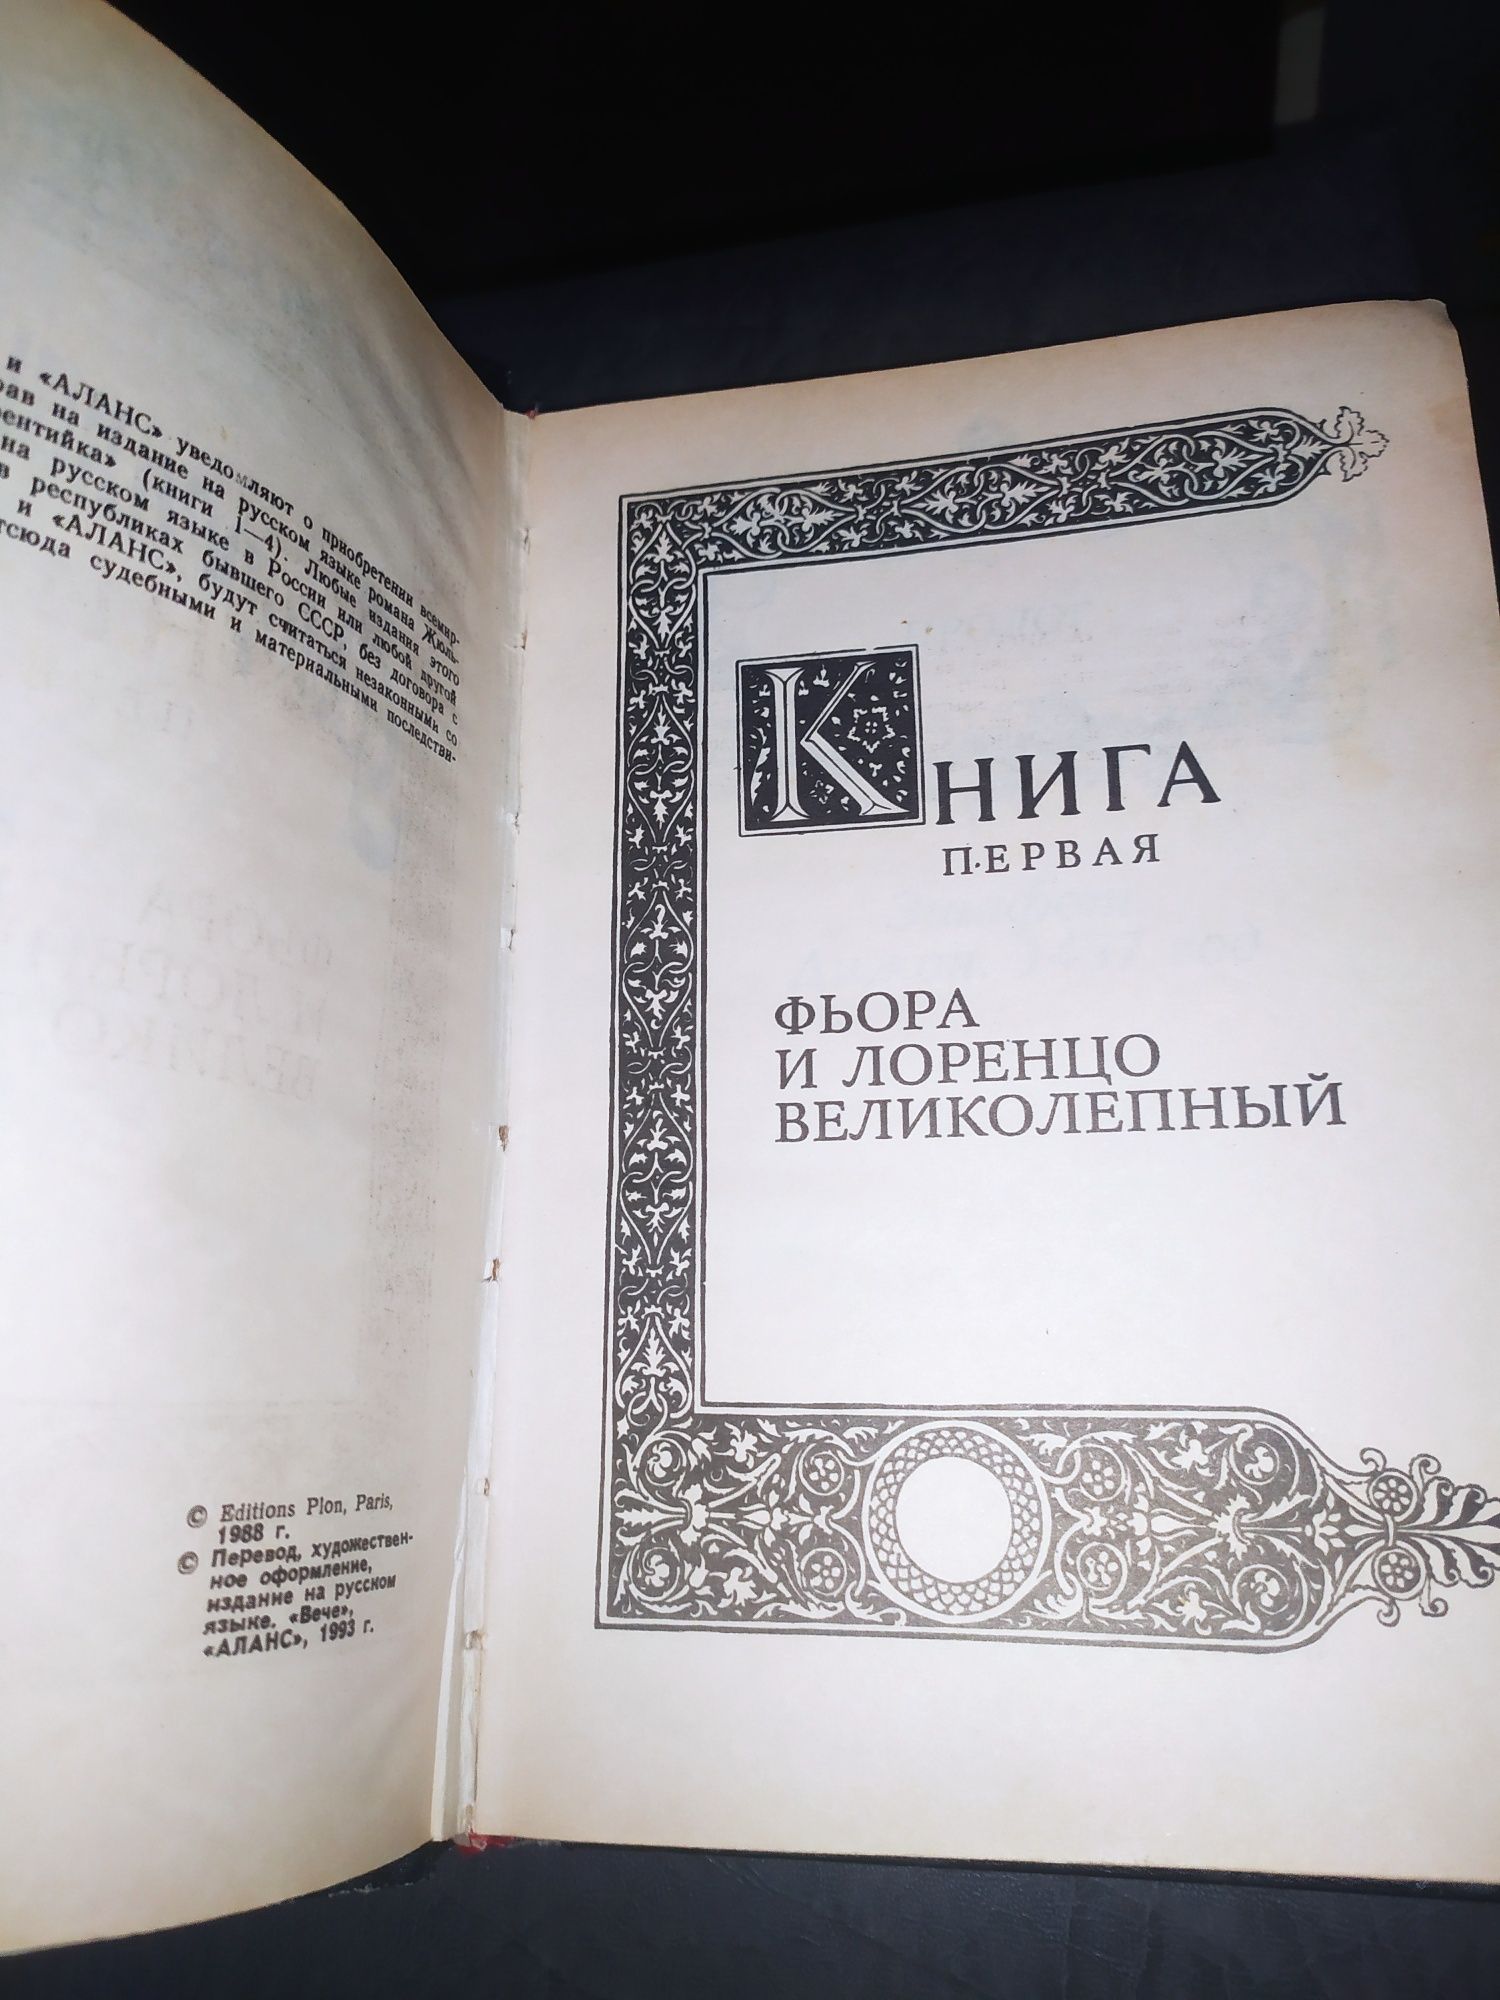 и «АЛАНС» уведомляют о приобретении всемир-
рав на издание на русском языке романа Жюль-
рентийка» (книги 1—4). Любые издания этого
на русском языке в России или любой другой
в республиках бывшего СССР, без договора с
и «АЛАНС», будут считаться незаконными со
тсюда судебными и материальными последстви-
© Editions Plon, Paris,
1988 г.
© Перевод, художествен-
ное оформление,
издание на русском
языке. «Вече»,
«АЛАНС», 1993 г.
КНИГА
ПЕРВАЯ
ФЬОРА
И ЛОРЕНЦО
ВЕЛИКОЛЕПНЫЙ